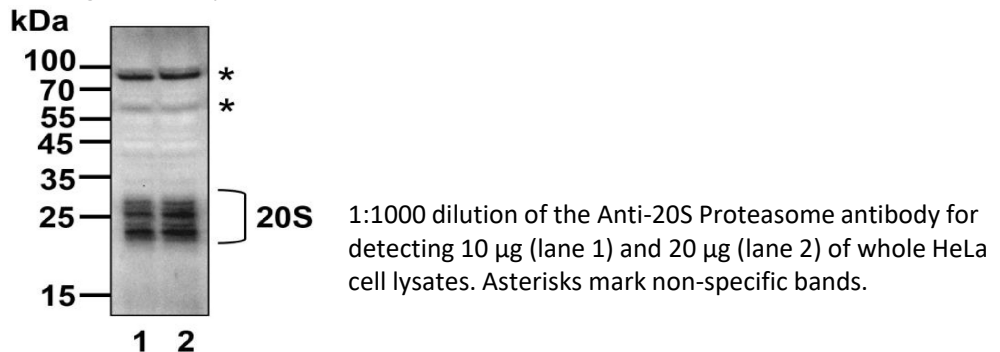 kDa
100
*
70
*
55
45
35
25
20S
15
1 2
1:1000 dilution of the Anti-20S Proteasome antibody for
detecting 10 µg (lane 1) and 20 µg (lane 2) of whole HeLa
cell lysates. Asterisks mark non-specific bands.